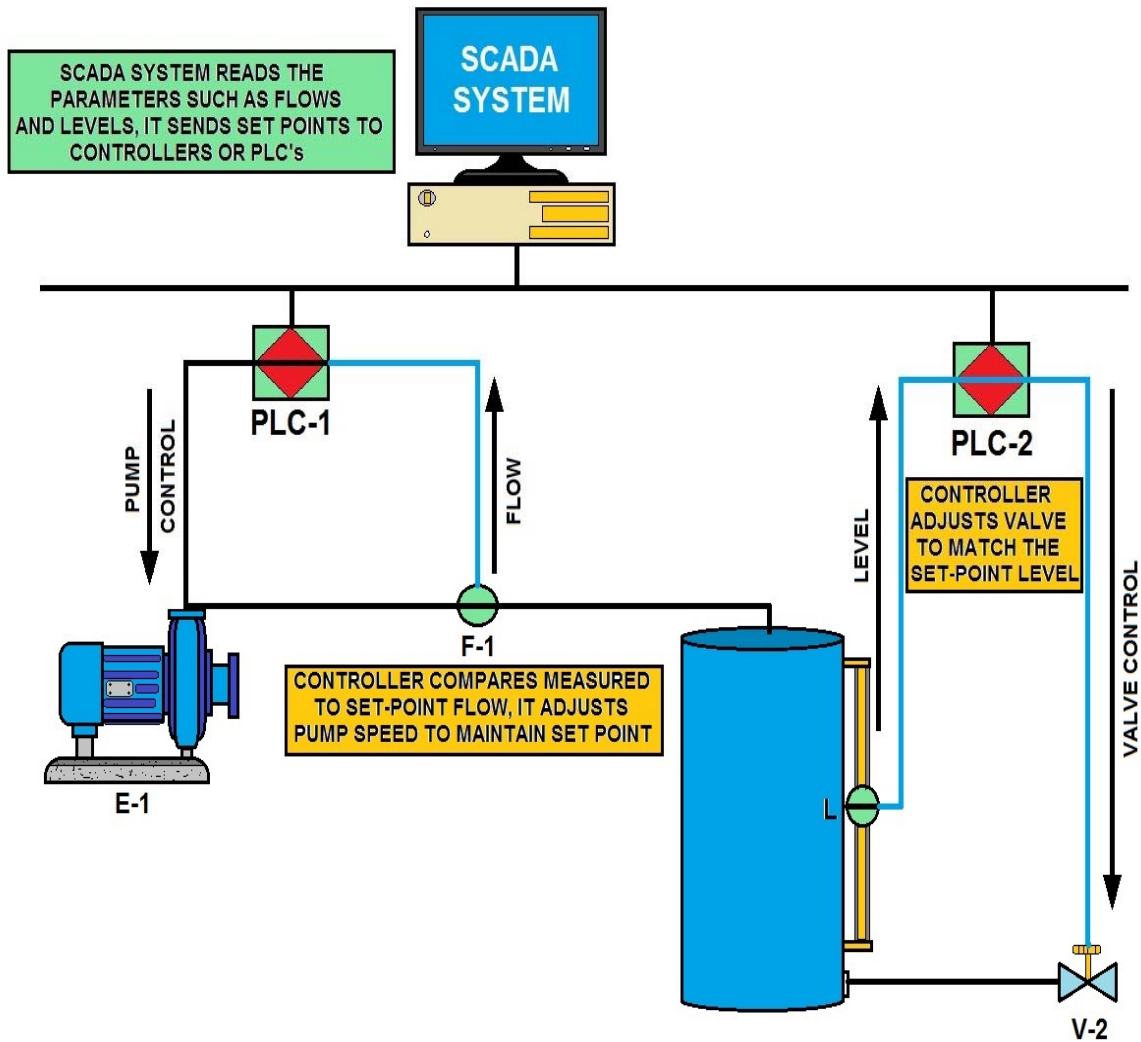 SCADA SYSTEM READS THE
PARAMETERS SUCH AS FLOWS
AND LEVELS, IT SENDS SET POINTS TO
CONTROLLERS OR PLC's
SCADA
SYSTEM
PLC-1
PLC-2
PUMP
CONTROL
FLOW
LEVEL
CONTROLLER
ADJUSTS VALVE
TO MATCH THE
SET-POINT LEVEL
VALVE CONTROL
F-1
CONTROLLER COMPARES MEASURED
TO SET-POINT FLOW, IT ADJUSTS
PUMP SPEED TO MAINTAIN SET POINT
E-1
L
V-2